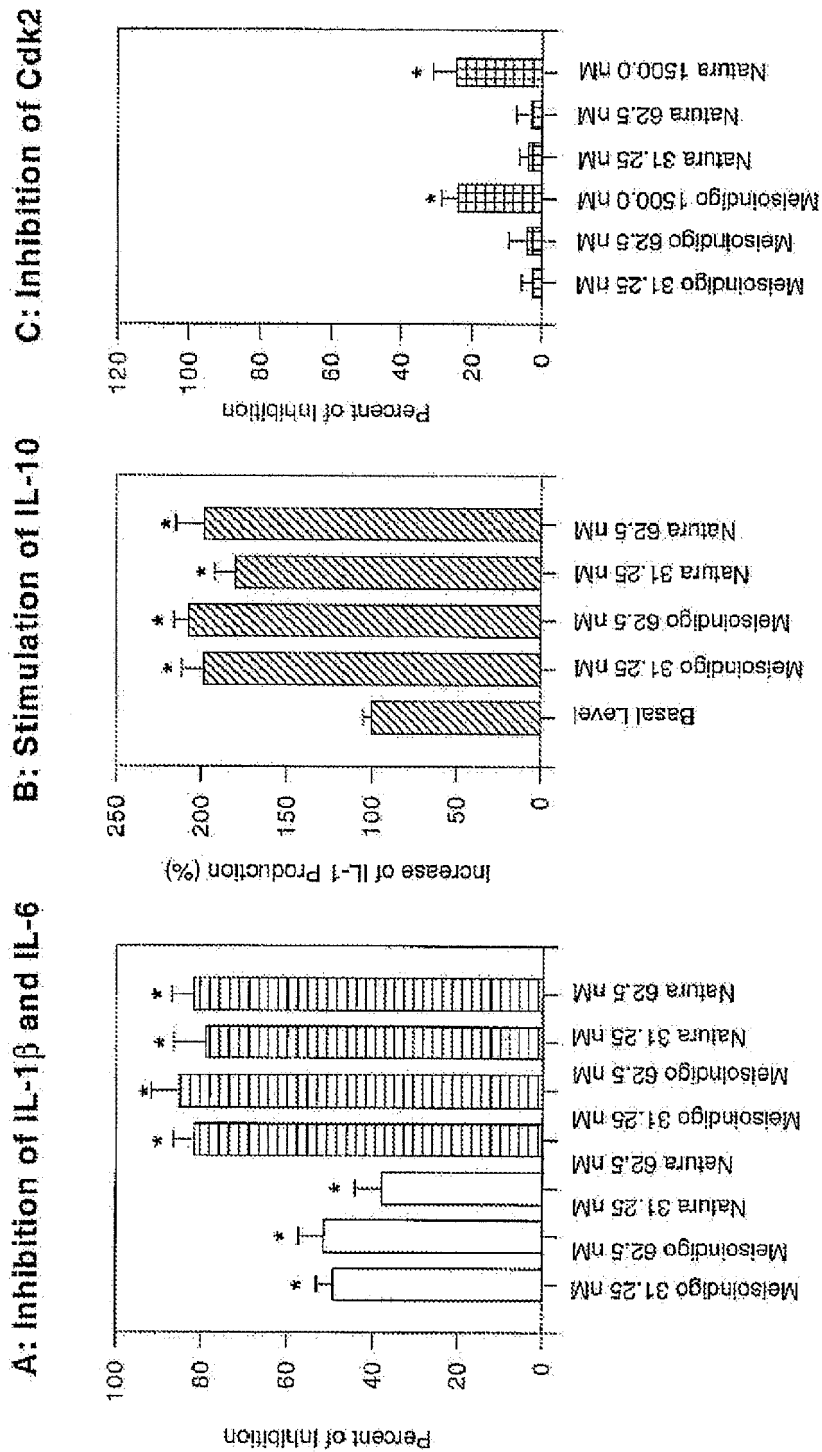 A: Inhibition of IL-1β and IL-6
Percent of Inhibition
100
80
60
40
20
0
Meisoindigo 31.25 nM
Meisoindigo 62.5 nM
Natura 31.25 nM
Natura 62.5 nM
Meisoindigo 31.25 nM
Meisoindigo 62.5 nM
Natura 31.25 nM
Natura 62.5 nM
* * * * * * *
B: Stimulation of IL-10
Increase of IL-1 Production (%)
250
200
150
100
50
0
Basal Level
Meisoindigo 31.25 nM
Meisoindigo 62.5 nM
Natura 31.25 nM
Natura 62.5 nM
* * * *
C: Inhibition of Cdk2
Percent of Inhibition
120
100
80
60
40
20
0
Meisoindigo 31.25 nM
Meisoindigo 62.5 nM
Meisoindigo 1500.0 nM
Natura 31.25 nM
Natura 62.5 nM
Natura 1500.0 nM
* *